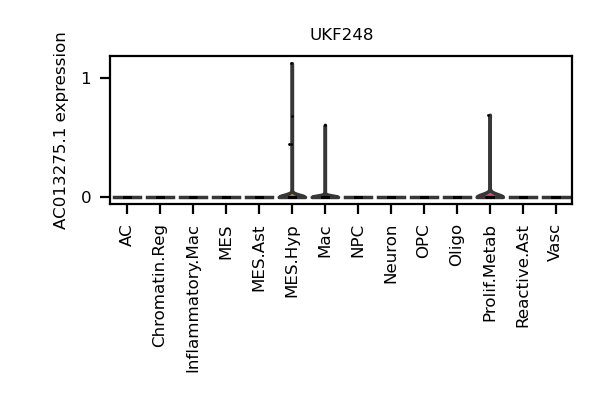 UKF248
AC013275.1 expression
1
0
AC
Chromatin.Reg
Inflammatory.Mac
MES
MES.Ast
MES.Hyp
Mac
NPC
Neuron
OPC
Oligo
Prolif.Metab
Reactive.Ast
Vasc